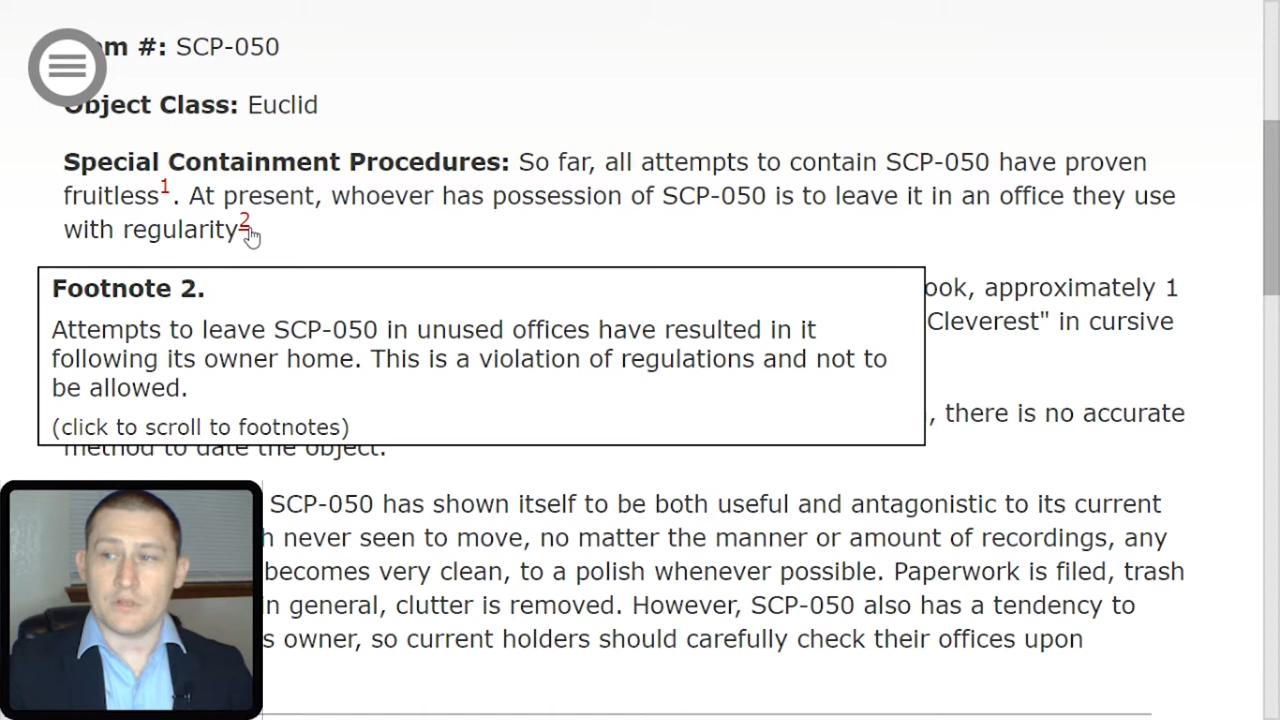 em #: SCP-050
Object Class: Euclid
Special Containment Procedures: So far, all attempts to contain SCP-050 have proven
fruitless1. At present, whoever has possession of SCP-050 is to leave it in an office they use
with regularity2
Footnote 2.
Attempts to leave SCP-050 in unused offices have resulted in it
following its owner home. This is a violation of regulations and not to
be allowed.
(click to scroll to footnotes)
ook, approximately 1
Cleverest" in cursive
, there is no accurate
method to date the object.
SCP-050 has shown itself to be both useful and antagonistic to its current
h never seen to move, no matter the manner or amount of recordings, any
becomes very clean, to a polish whenever possible. Paperwork is filed, trash
in general, clutter is removed. However, SCP-050 also has a tendency to
s owner, so current holders should carefully check their offices upon